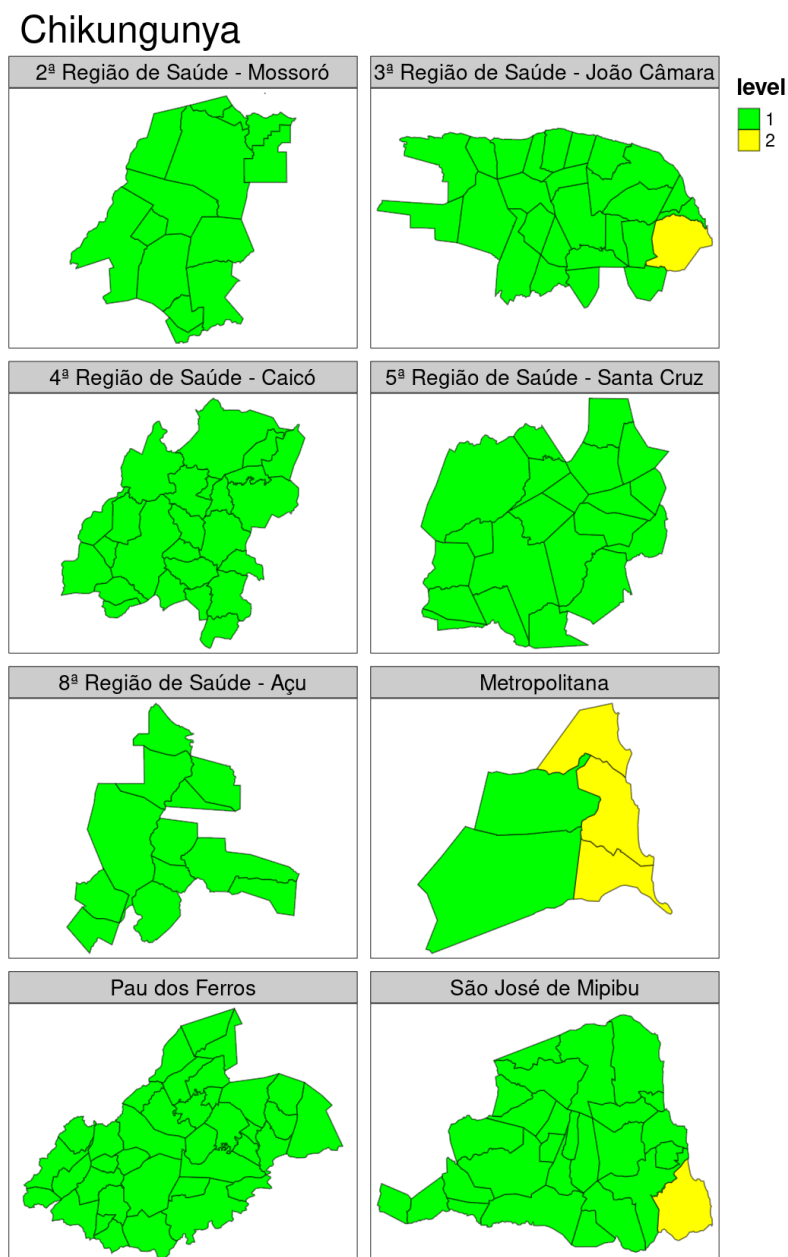 Chikungunya
2ª Região de Saúde - Mossoró
3ª Região de Saúde - João Câmara
level
1
2
4ª Região de Saúde - Caicó
5ª Região de Saúde - Santa Cruz
8ª Região de Saúde - Açu
Metropolitana
Pau dos Ferros
São José de Mipibu